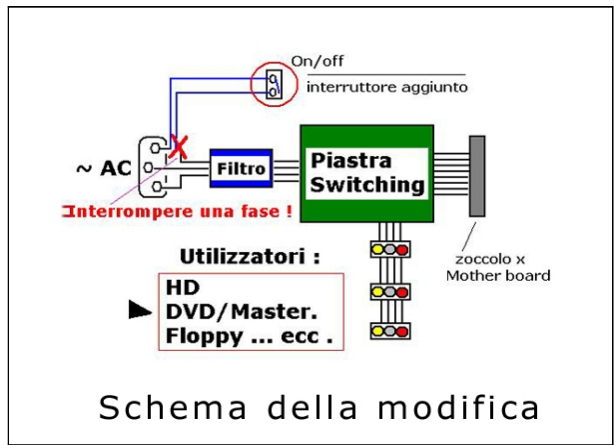 On/off
interruttore aggiunto
~ AC
Filtro
Piastra
Switching
Interrompere una fase !
Utilizzatori :
HD
DVD/Master.
Floppy ... ecc .
zoccolo x
Mother board
Schema della modifica